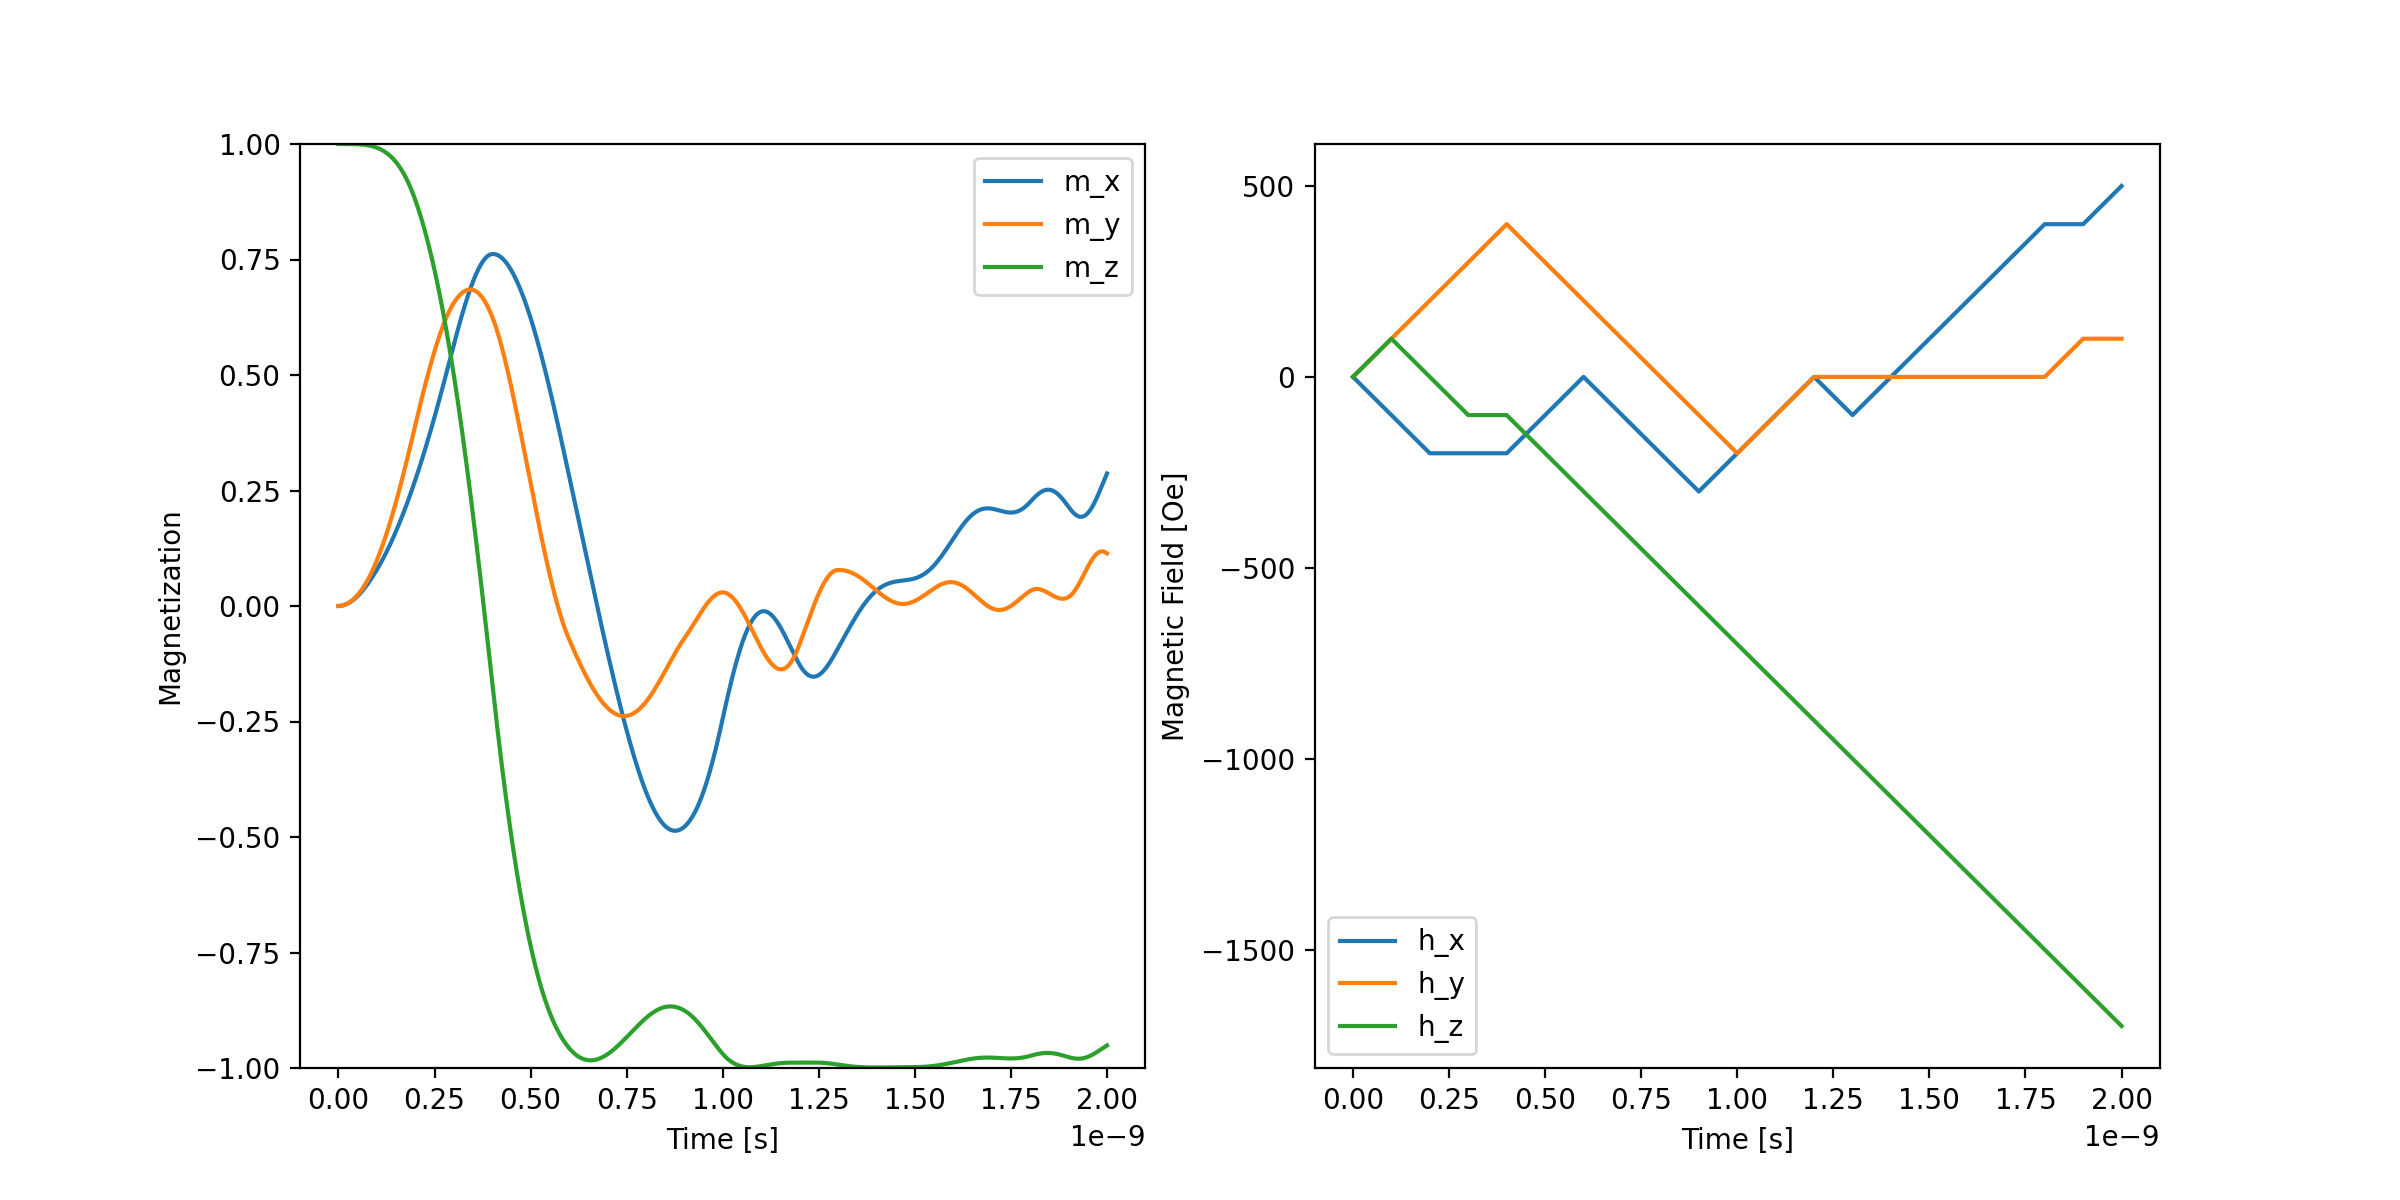 Magnetization
1.00
0.75
0.50
0.25
0.00
−0.25
−0.50
−0.75
−1.00
m_x
m_y
m_z
0.00 0.25 0.50 0.75 1.00 1.25 1.50 1.75 2.00
1e−9
Time [s]
Magnetic Field [Oe]
500
0
−500
−1000
−1500
h_x
h_y
h_z
0.00 0.25 0.50 0.75 1.00 1.25 1.50 1.75 2.00
1e−9
Time [s]